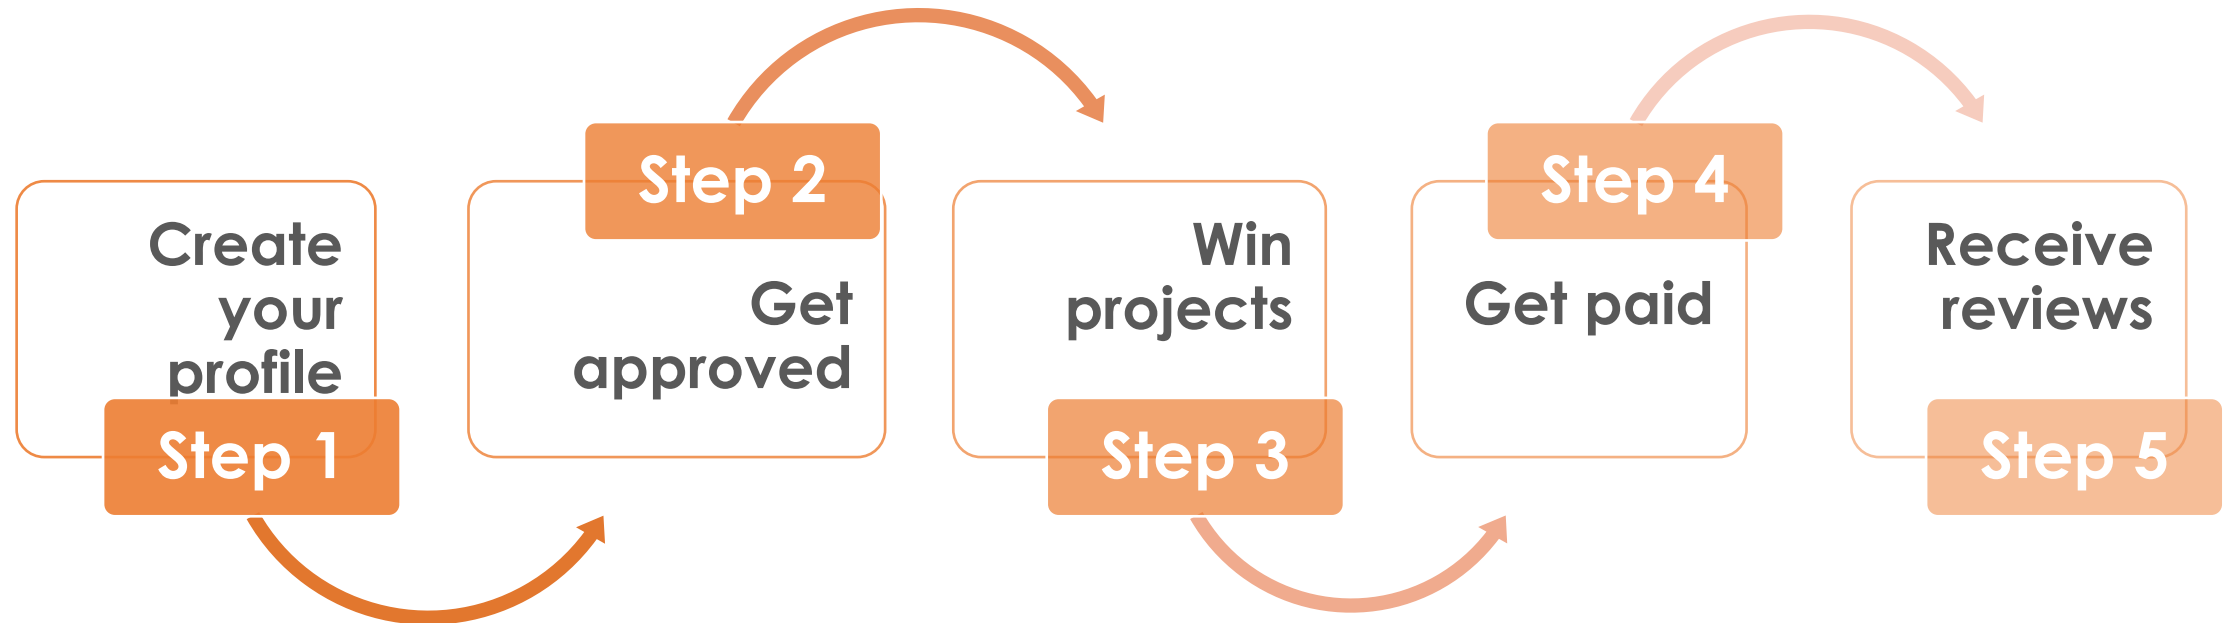 Create
your
profile
Step 1
Step 2
Get
approved
Win
projects
Step 3
Step 4
Get paid
Receive
reviews
Step 5